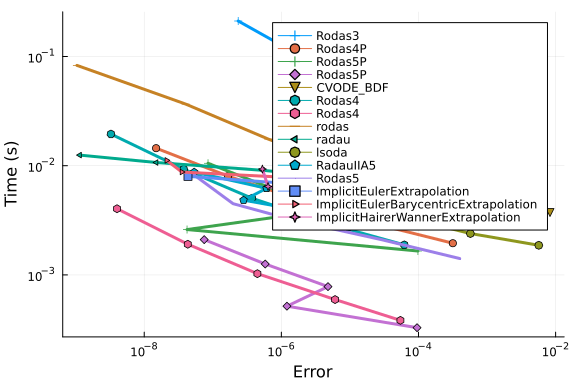 Time (s)
10⁻¹
10⁻²
10⁻³
Rodas3
Rodas4P
Rodas5P
Rodas5P
CVODE_BDF
Rodas4
Rodas4
rodas
radau
lsoda
RadauIIA5
Rodas5
ImplicitEulerExtrapolation
ImplicitEulerBarycentricExtrapolation
ImplicitHairerWannerExtrapolation
10⁻⁸
10⁻⁶
10⁻⁴
10⁻²
Error